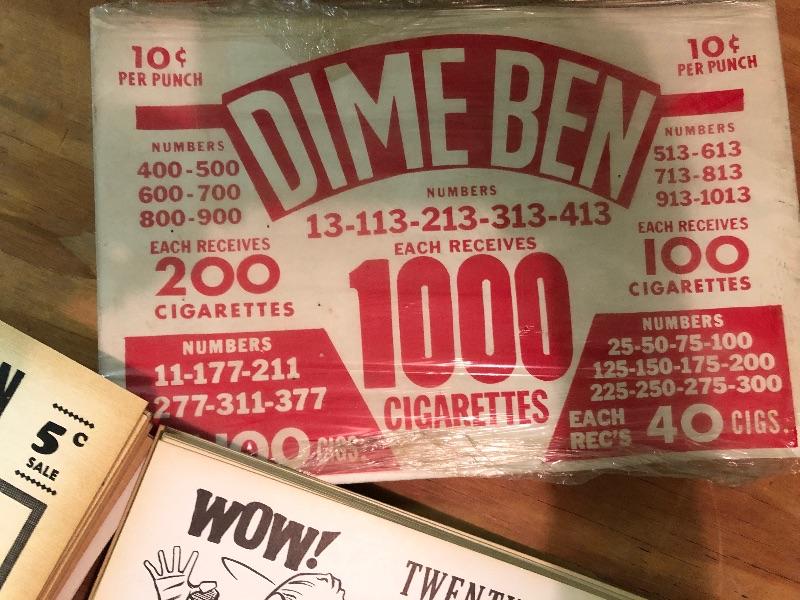 10¢
PER PUNCH
DIME BEN
10¢
PER PUNCH
NUMBERS
400-500
600-700
800-900
EACH RECEIVES
200
CIGARETTES
NUMBERS
13-113-213-313-413
EACH RECEIVES
1000
CIGARETTES
NUMBERS
513-613
713-813
913-1013
EACH RECEIVES
100
CIGARETTES
NUMBERS
11-177-211
277-311-377
100 CIGS.
NUMBERS
25-50-75-100
125-150-175-200
225-250-275-300
EACH
REC'S 40 CIGS.
5¢
SALE
WOW!